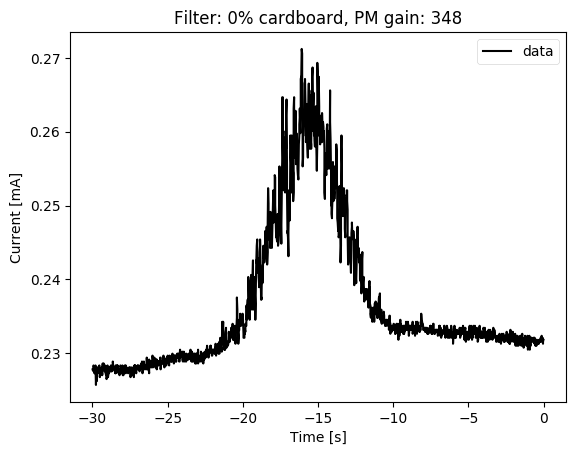 Filter: 0% cardboard, PM gain: 348
data
Current [mA]
0.27
0.26
0.25
0.24
0.23
−30 −25 −20 −15 −10 −5 0
Time [s]